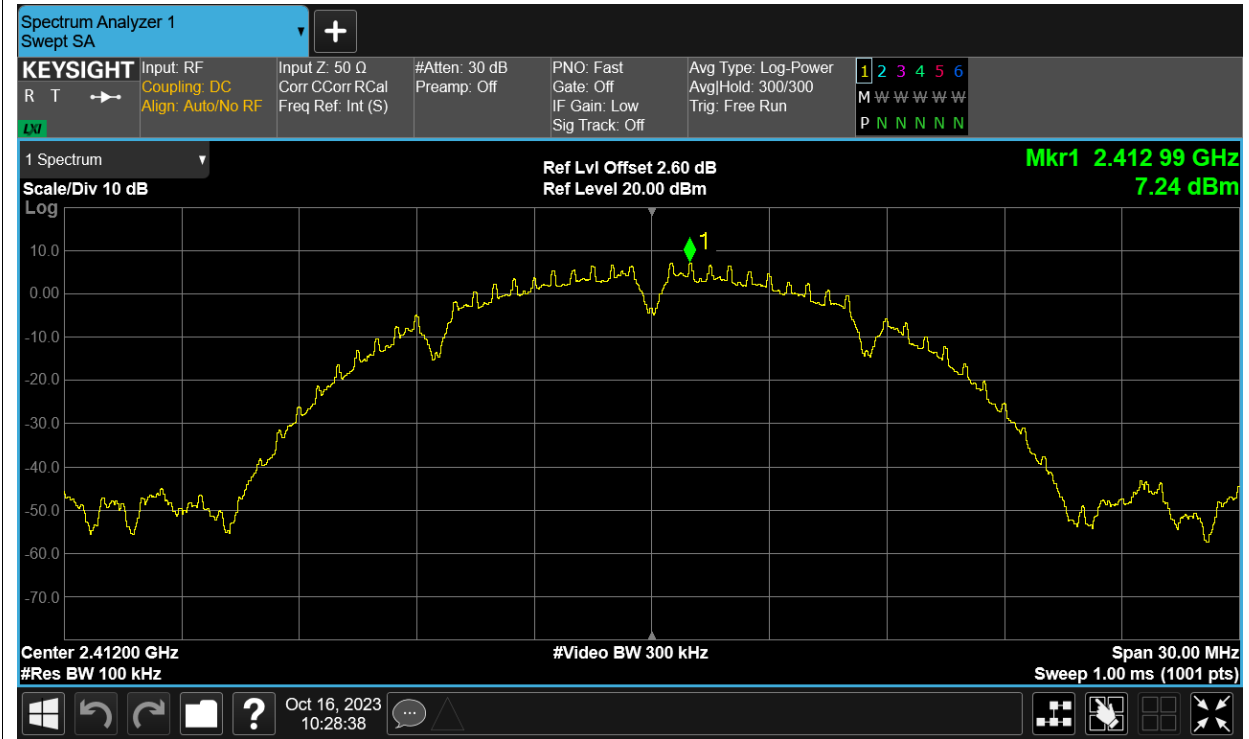 Spectrum Analyzer 1
Swept SA
KEYSIGHT
R T
LXI
Input: RF
Coupling: DC
Align: Auto/No RF
Input Z: 50 Ω
Corr CCorr RCal
Freq Ref: Int (S)
#Atten: 30 dB
Preamp: Off
PNO: Fast
Gate: Off
IF Gain: Low
Sig Track: Off
Avg Type: Log-Power
Avg|Hold: 300/300
Trig: Free Run
1 2 3 4 5 6
M W W W W W
P N N N N N
1 Spectrum
Scale/Div 10 dB
Log
Ref Lvl Offset 2.60 dB
Ref Level 20.00 dBm
Mkr1 2.412 99 GHz
7.24 dBm
1
10.0
0.00
-10.0
-20.0
-30.0
-40.0
-50.0
-60.0
-70.0
Center 2.41200 GHz
#Res BW 100 kHz
#Video BW 300 kHz
Span 30.00 MHz
Sweep 1.00 ms (1001 pts)
?
Oct 16, 2023
10:28:38